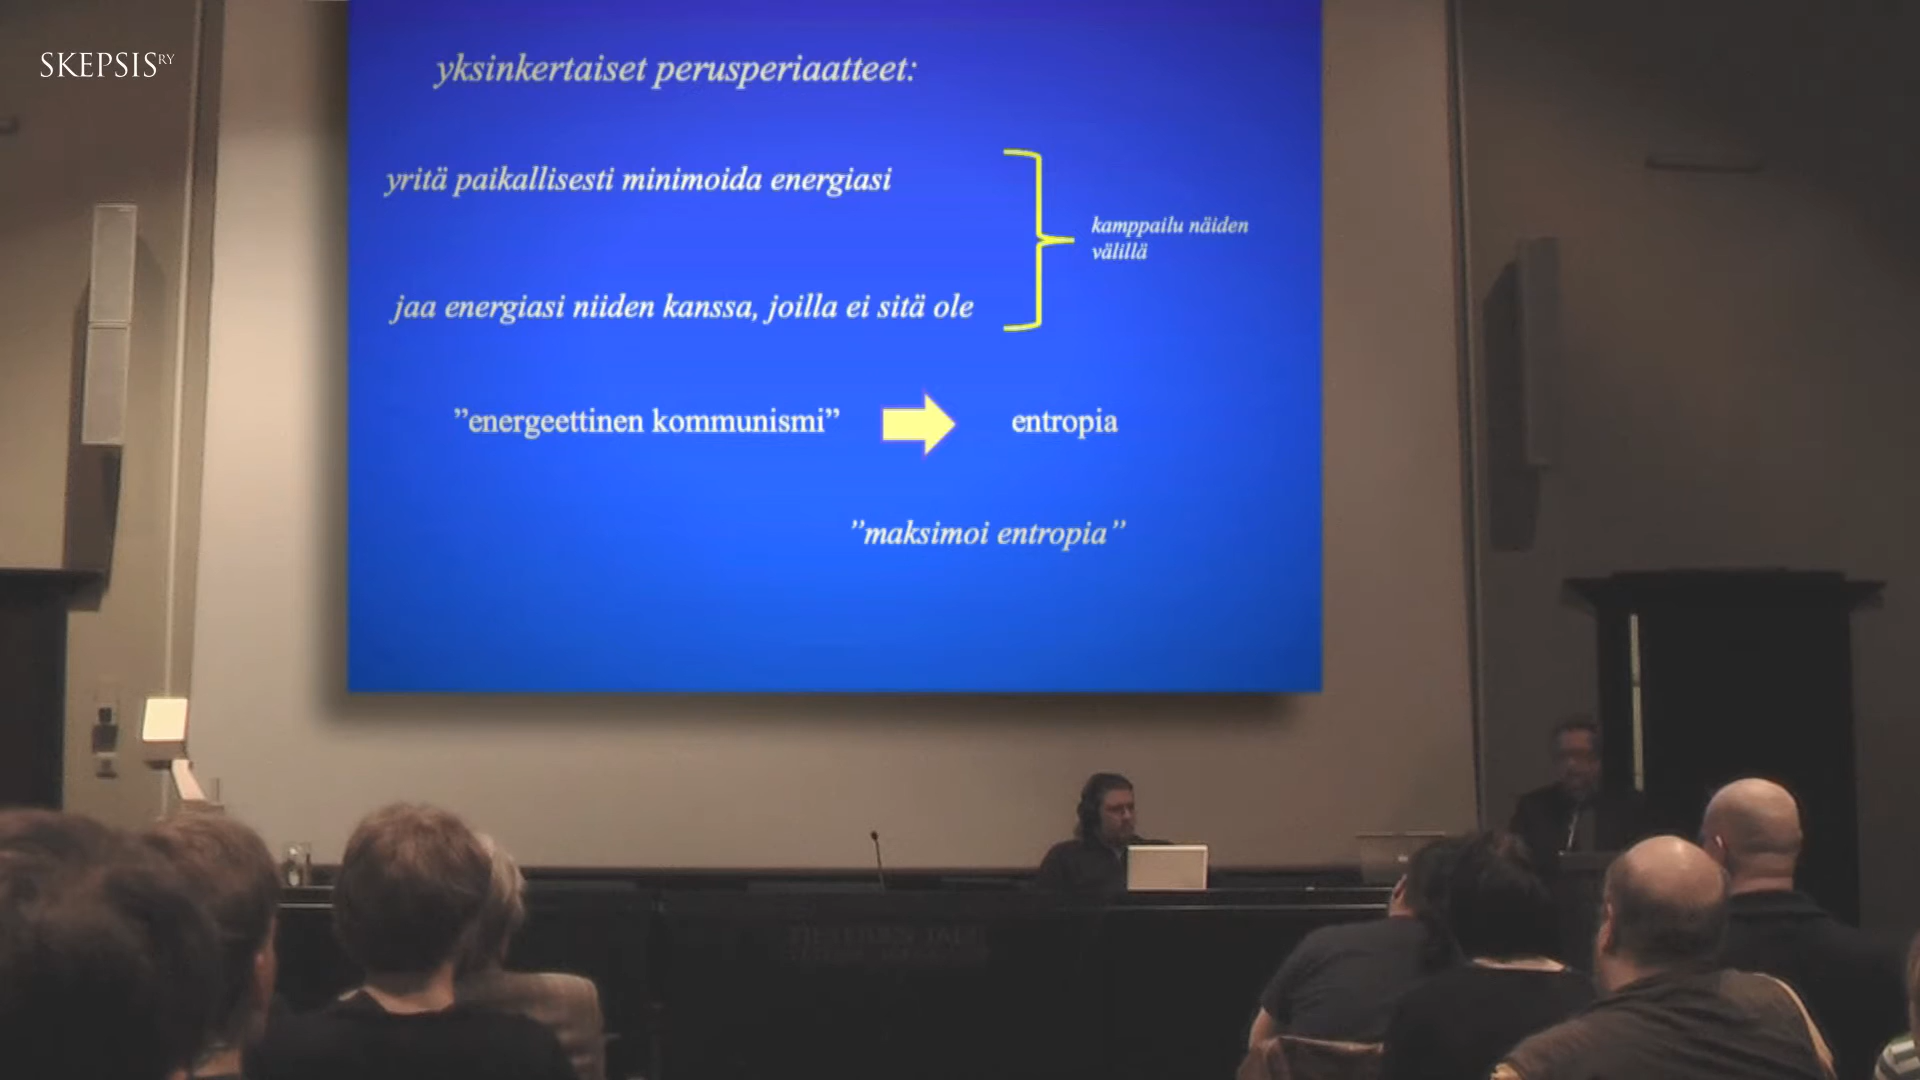 SKEPSIS RY
yksinkertaiset perusperiaatteet:
yritä paikallisesti minimoida energiasi
kamppailu näiden
välillä
jaa energiasi niiden kanssa, joilla ei sitä ole
”energeettinen kommunismi” entropia
”maksimoi entropia”